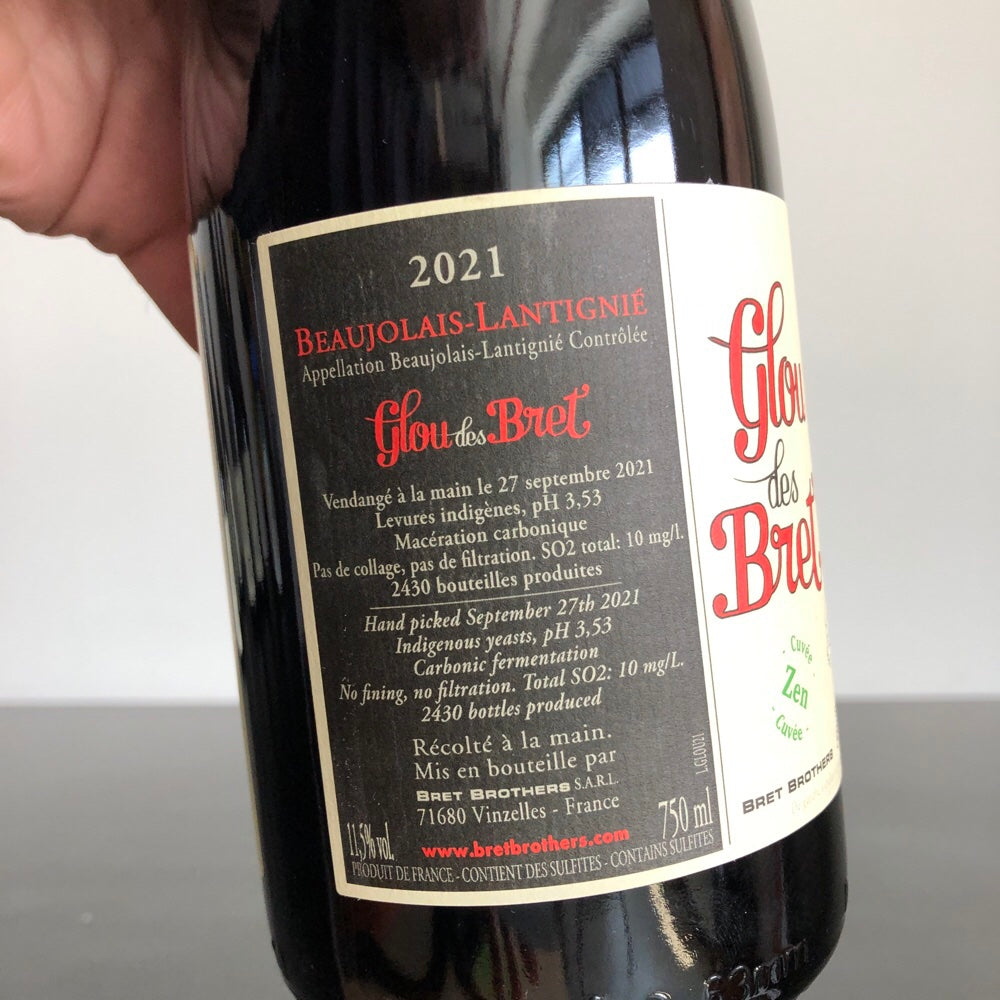 2021
BEAUJOLAIS-LANTIGNIÉ
Appellation Beaujolais-Lantignié Contrôlée
Glou des Bret
Vendangé à la main le 27 septembre 2021
Levures indigènes, pH 3,53
Macération carbonique
Pas de collage, pas de filtration. SO2 total: 10 mg/l.
2430 bouteilles produites
Hand picked September 27th 2021
Indigenous yeasts, pH 3,53
Carbonic fermentation
No fining, no filtration. Total SO2: 10 mg/L.
2430 bottles produced
Récolté à la main.
Mis en bouteille par
BRET BROTHERS S.A.R.L.
71680 Vinzelles - France
11,5% vol.
www.bretbrothers.com
750 ml
PRODUIT DE FRANCE - CONTIENT DES SULFITES - CONTAINS SULFITES
L.GLOU21
Glou
des
Bret
Cuvée
Zen
Cuvée
BRET BROTHERS
63mm